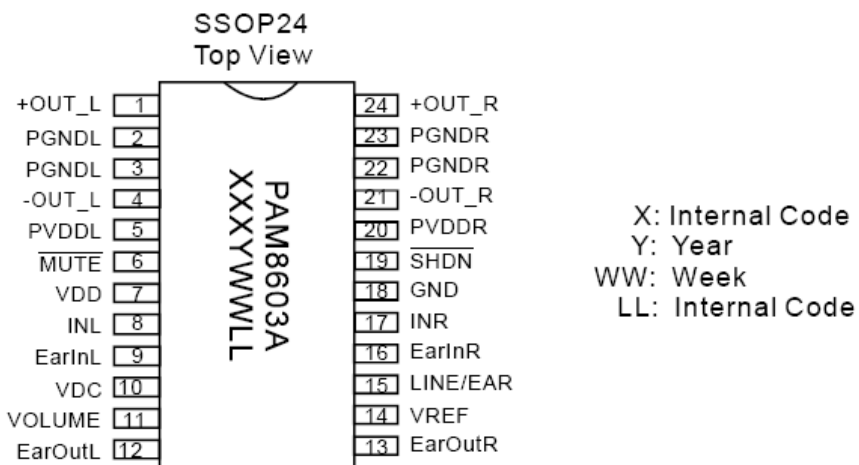 SSOP24
Top View
+OUT_L 1
PGNDL 2
PGNDL 3
-OUT_L 4
PVDDL 5
MUTE 6
VDD 7
INL 8
EarInL 9
VDC 10
VOLUME 11
EarOutL 12
PAM8603A
XXXYWWLL
24 +OUT_R
23 PGNDR
22 PGNDR
21 -OUT_R
20 PVDDR
19 SHDN
18 GND
17 INR
16 EarInR
15 LINE/EAR
14 VREF
13 EarOutR
X: Internal Code
Y: Year
WW: Week
LL: Internal Code